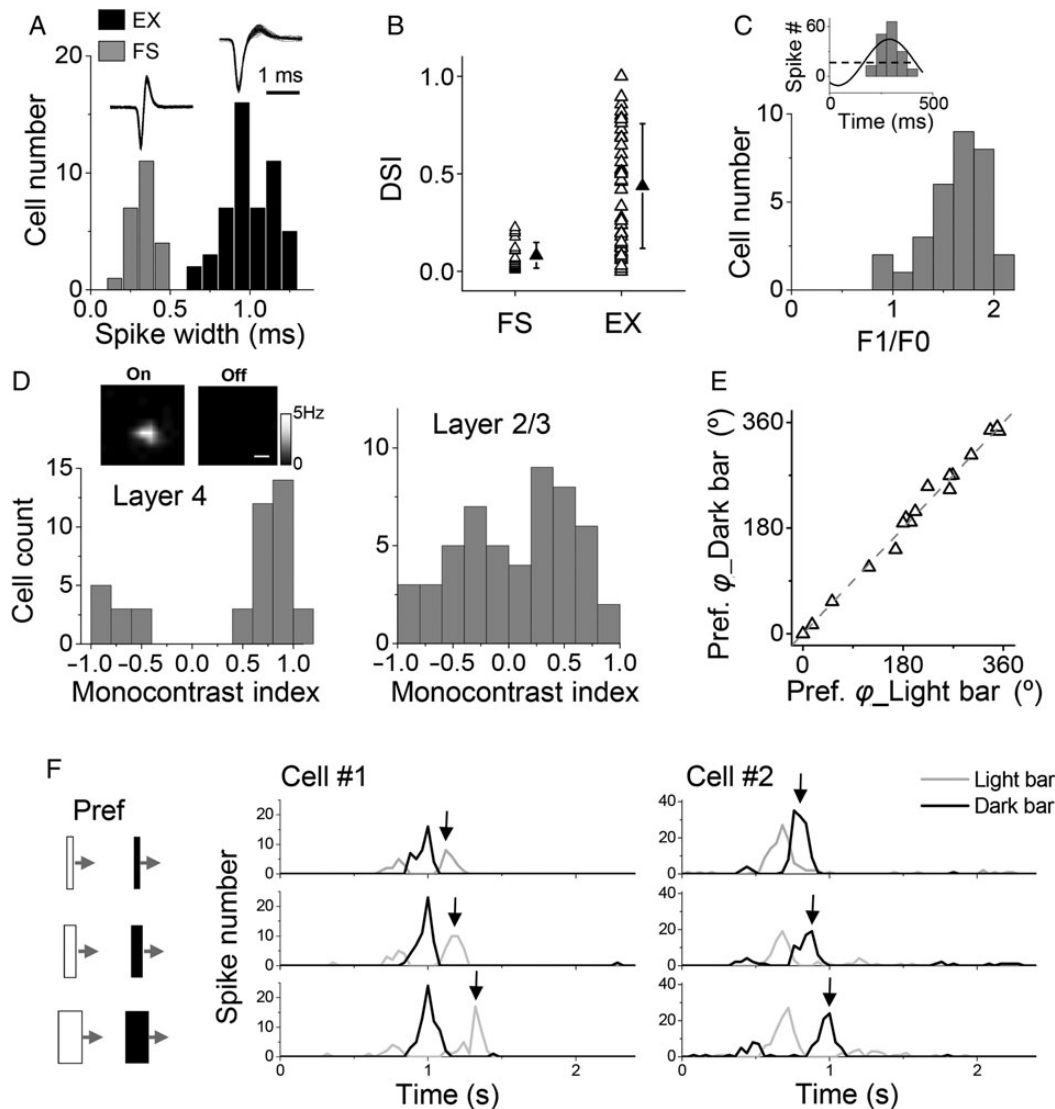 A
EX
FS
1 ms
20
10
0
Cell number
0.5
1.0
Spike width (ms)
B
1.0
0.5
0.0
DSI
FS
EX
C
60
0
Spike #
0
500
Time (ms)
10
5
0
Cell number
0
1
2
F1/F0
D
On
Off
5Hz
0
Layer 4
15
10
5
0
Cell count
−1.0
−0.5
0.0
0.5
1.0
Monocontrast index
Layer 2/3
10
5
0
−1.0
−0.5
0.0
0.5
1.0
Monocontrast index
E
360
180
0
Pref. φ_Dark bar (º)
0
180
360
Pref. φ_Light bar (º)
F
Pref
Cell #1
Cell #2
Light bar
Dark bar
Spike number
20
10
0
20
10
0
20
10
0
1
2
Time (s)
40
20
0
40
20
0
40
20
0
1
2
Time (s)